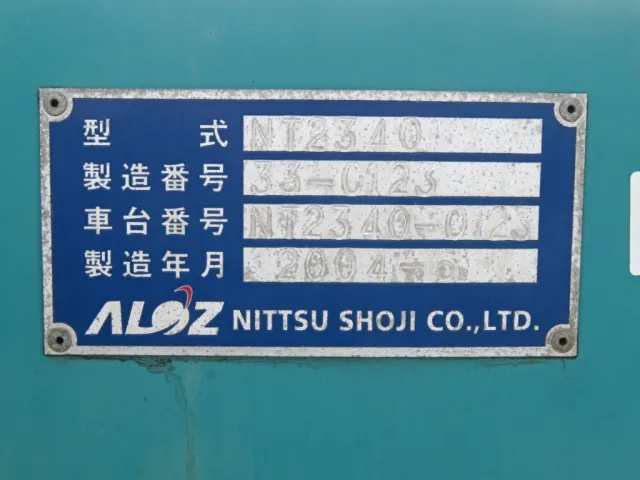 型式 NT2340
製造番号 33-0123
車台番号 NT2340-0123
製造年月 2004
ALOZ NITTSU SHOJI CO.,LTD.